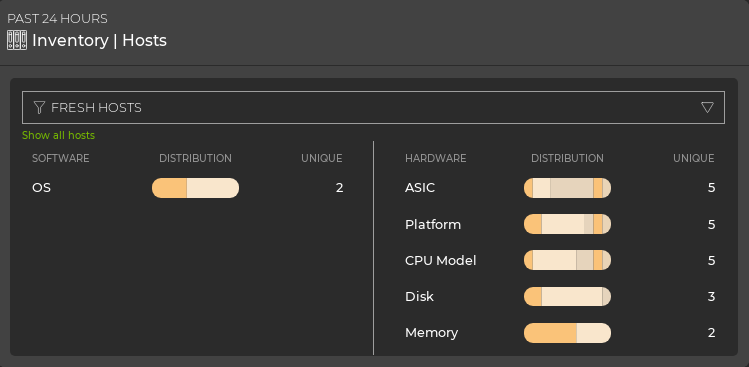 PAST 24 HOURS
Inventory | Hosts
FRESH HOSTS
Show all hosts
SOFTWARE DISTRIBUTION UNIQUE
OS 2
HARDWARE DISTRIBUTION UNIQUE
ASIC 5
Platform 5
CPU Model 5
Disk 3
Memory 2